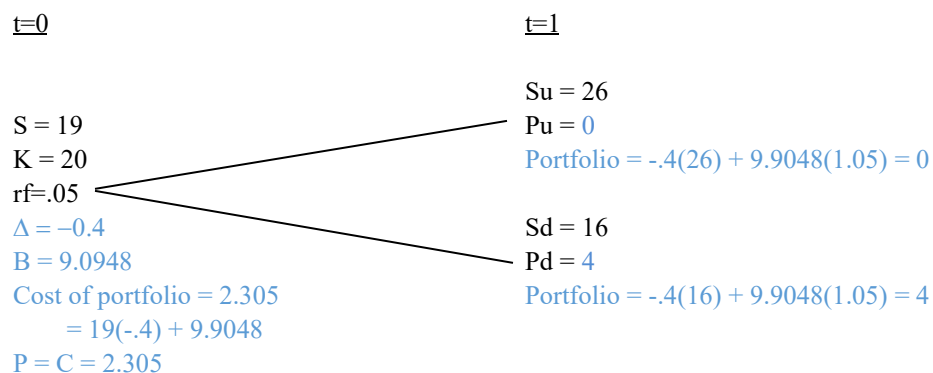 t=0
t=1
S = 19
K = 20
rf=.05
Δ = −0.4
B = 9.0948
Cost of portfolio = 2.305
= 19(-.4) + 9.9048
P = C = 2.305
Su = 26
Pu = 0
Portfolio = -.4(26) + 9.9048(1.05) = 0
Sd = 16
Pd = 4
Portfolio = -.4(16) + 9.9048(1.05) = 4